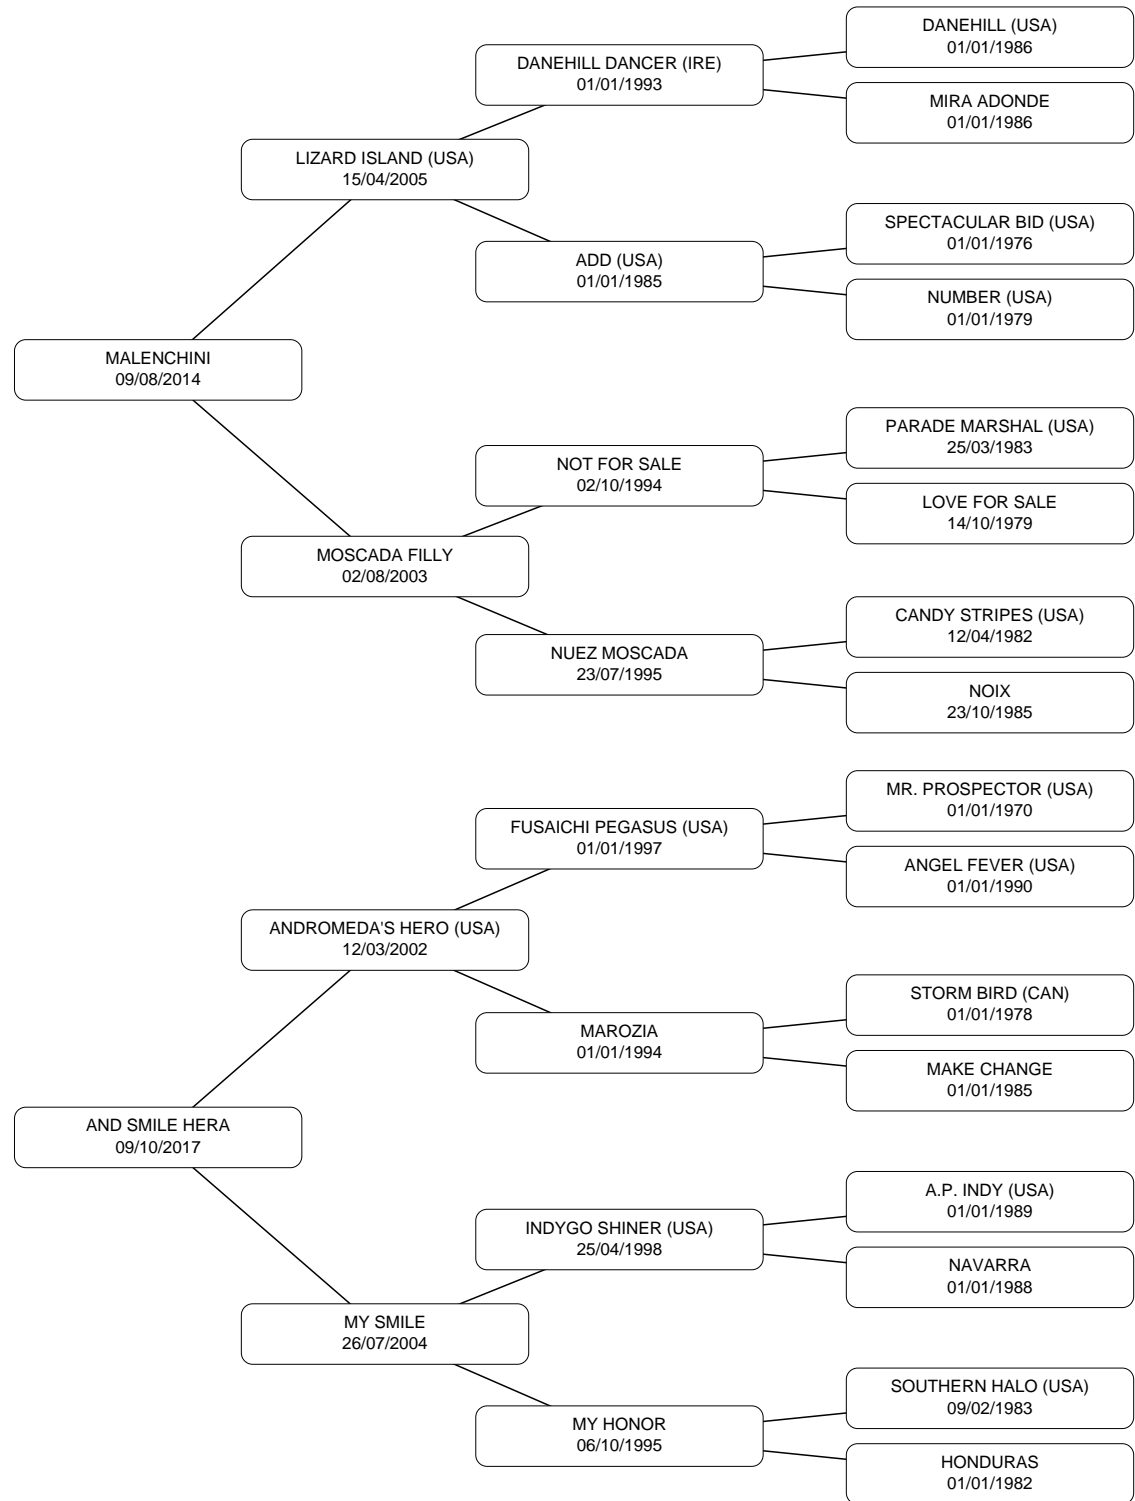 DANEHILL (USA)
01/01/1986
DANEHILL DANCER (IRE)
01/01/1993
MIRA ADONDE
01/01/1986
LIZARD ISLAND (USA)
15/04/2005
SPECTACULAR BID (USA)
01/01/1976
ADD (USA)
01/01/1985
NUMBER (USA)
01/01/1979
MALENCHINI
09/08/2014
PARADE MARSHAL (USA)
25/03/1983
NOT FOR SALE
02/10/1994
LOVE FOR SALE
14/10/1979
MOSCADA FILLY
02/08/2003
CANDY STRIPES (USA)
12/04/1982
NUEZ MOSCADA
23/07/1995
NOIX
23/10/1985
MR. PROSPECTOR (USA)
01/01/1970
FUSAICHI PEGASUS (USA)
01/01/1997
ANGEL FEVER (USA)
01/01/1990
ANDROMEDA'S HERO (USA)
12/03/2002
STORM BIRD (CAN)
01/01/1978
MAROZIA
01/01/1994
MAKE CHANGE
01/01/1985
AND SMILE HERA
09/10/2017
A.P. INDY (USA)
01/01/1989
INDYGO SHINER (USA)
25/04/1998
NAVARRA
01/01/1988
MY SMILE
26/07/2004
SOUTHERN HALO (USA)
09/02/1983
MY HONOR
06/10/1995
HONDURAS
01/01/1982